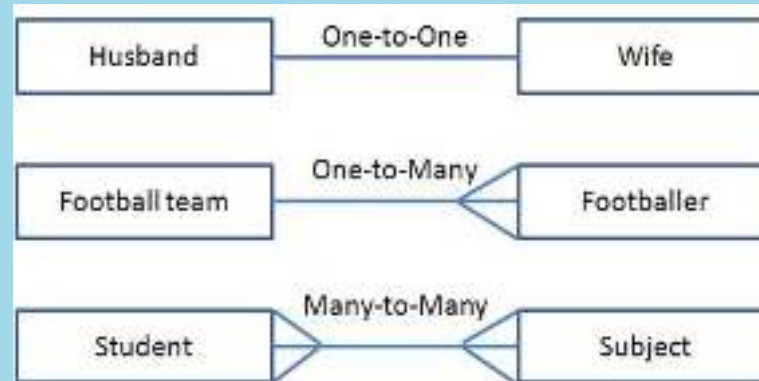 One-to-One
Husband
Wife
One-to-Many
Football team
Footballer
Many-to-Many
Student
Subject